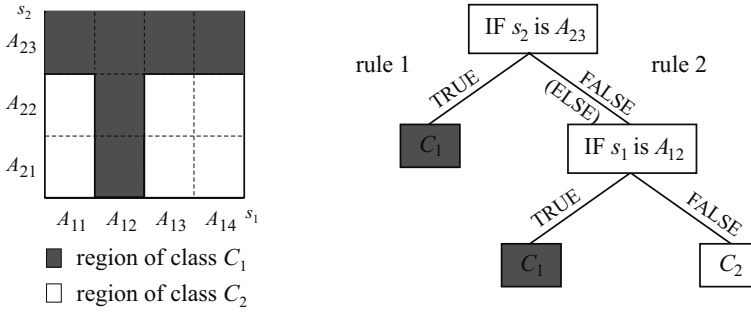 s₂
A₂₃
A₂₂
A₂₁
A₁₁ A₁₂ A₁₃ A₁₄ s₁
region of class C₁
region of class C₂
IF s₂ is A₂₃
rule 1
rule 2
TRUE
FALSE
(ELSE)
C₁
IF s₁ is A₁₂
TRUE
FALSE
C₁
C₂